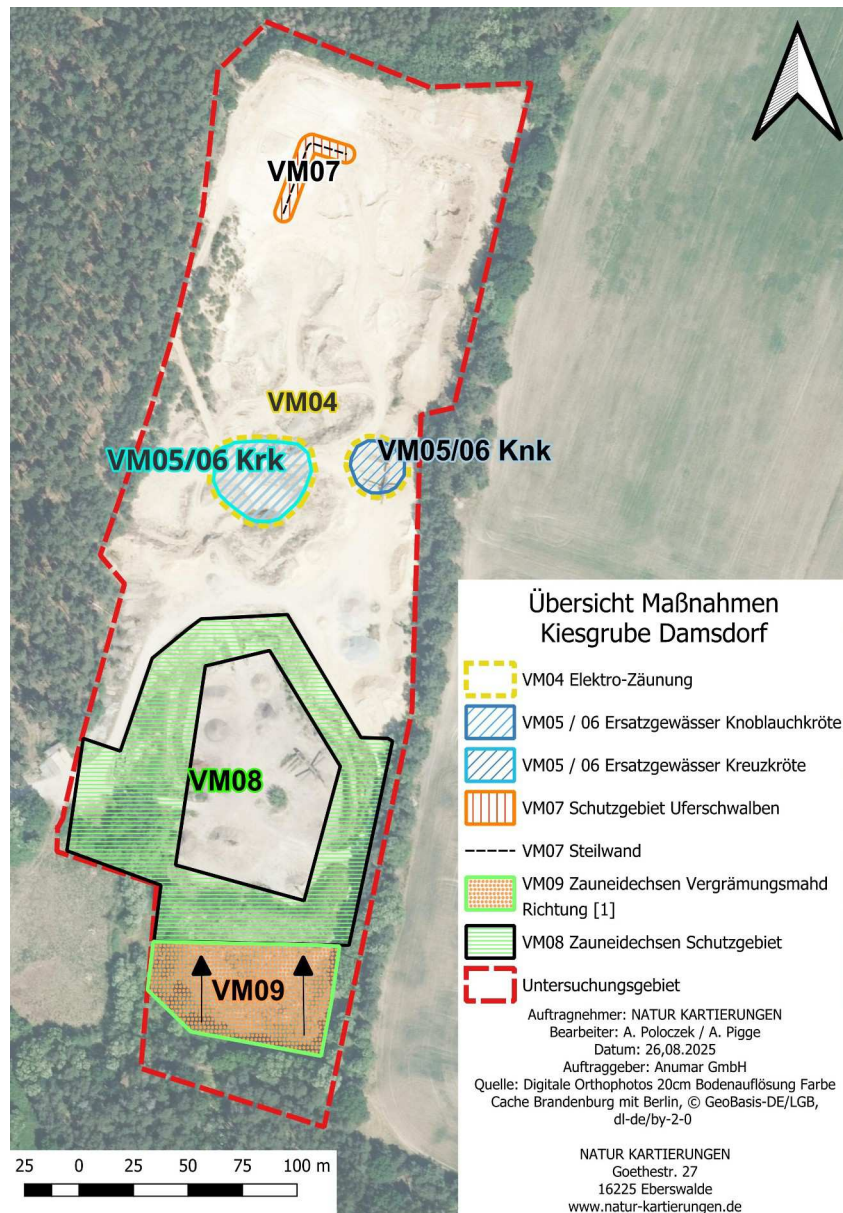 VM07
VM04
VM05/06 Krk
VM05/06 Knk
VM08
VM09
Übersicht Maßnahmen
Kiesgrube Damsdorf
VM04 Elektro-Zäunung
VM05 / 06 Ersatzgewässer Knoblauchkröte
VM05 / 06 Ersatzgewässer Kreuzkröte
VM07 Schutzgebiet Uferschwalben
VM07 Steilwand
VM09 Zauneidechsen Vergrämungsmahd
Richtung [1]
VM08 Zauneidechsen Schutzgebiet
Untersuchungsgebiet
Auftragnehmer: NATUR KARTIERUNGEN
Bearbeiter: A. Poloczek / A. Pigge
Datum: 26,08.2025
Auftraggeber: Anumar GmbH
Quelle: Digitale Orthophotos 20cm Bodenauflösung Farbe
Cache Brandenburg mit Berlin, © GeoBasis-DE/LGB,
dl-de/by-2-0
NATUR KARTIERUNGEN
Goethestr. 27
16225 Eberswalde
www.natur-kartierungen.de
25 0 25 50 75 100 m